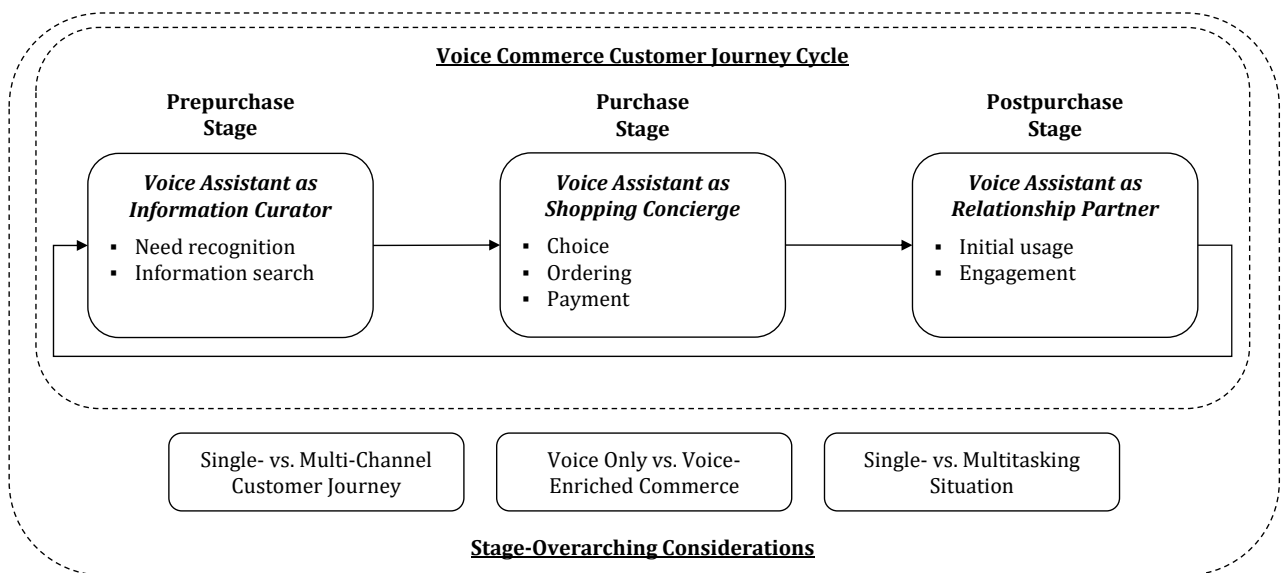 Voice Commerce Customer Journey Cycle
Prepurchase
Stage
Purchase
Stage
Postpurchase
Stage
Voice Assistant as
Information Curator
▪ Need recognition
▪ Information search
Voice Assistant as
Shopping Concierge
▪ Choice
▪ Ordering
▪ Payment
Voice Assistant as
Relationship Partner
▪ Initial usage
▪ Engagement
Single- vs. Multi-Channel
Customer Journey
Voice Only vs. Voice-
Enriched Commerce
Single- vs. Multitasking
Situation
Stage-Overarching Considerations